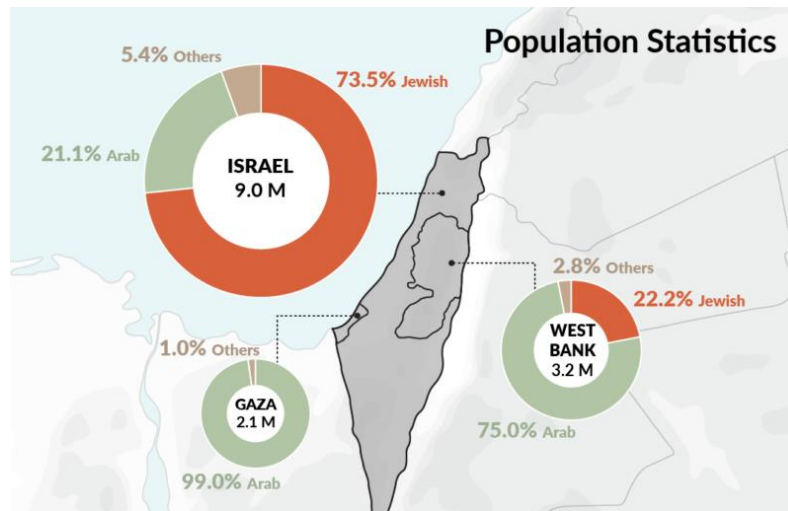 Population Statistics
5.4% Others
73.5% Jewish
21.1% Arab
ISRAEL
9.0 M
2.8% Others
22.2% Jewish
WEST
BANK
3.2 M
75.0% Arab
1.0% Others
GAZA
2.1 M
99.0% Arab